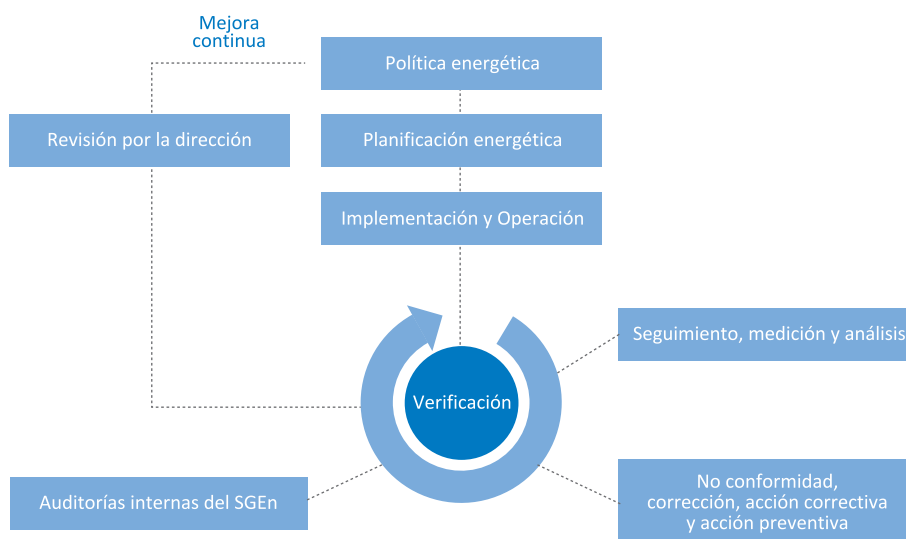 Mejora
continua
Política energética
Revisión por la dirección
Planificación energética
Implementación y Operación
Seguimiento, medición y análisis
Verificación
Auditorías internas del SGEn
No conformidad,
corrección, acción correctiva
y acción preventiva